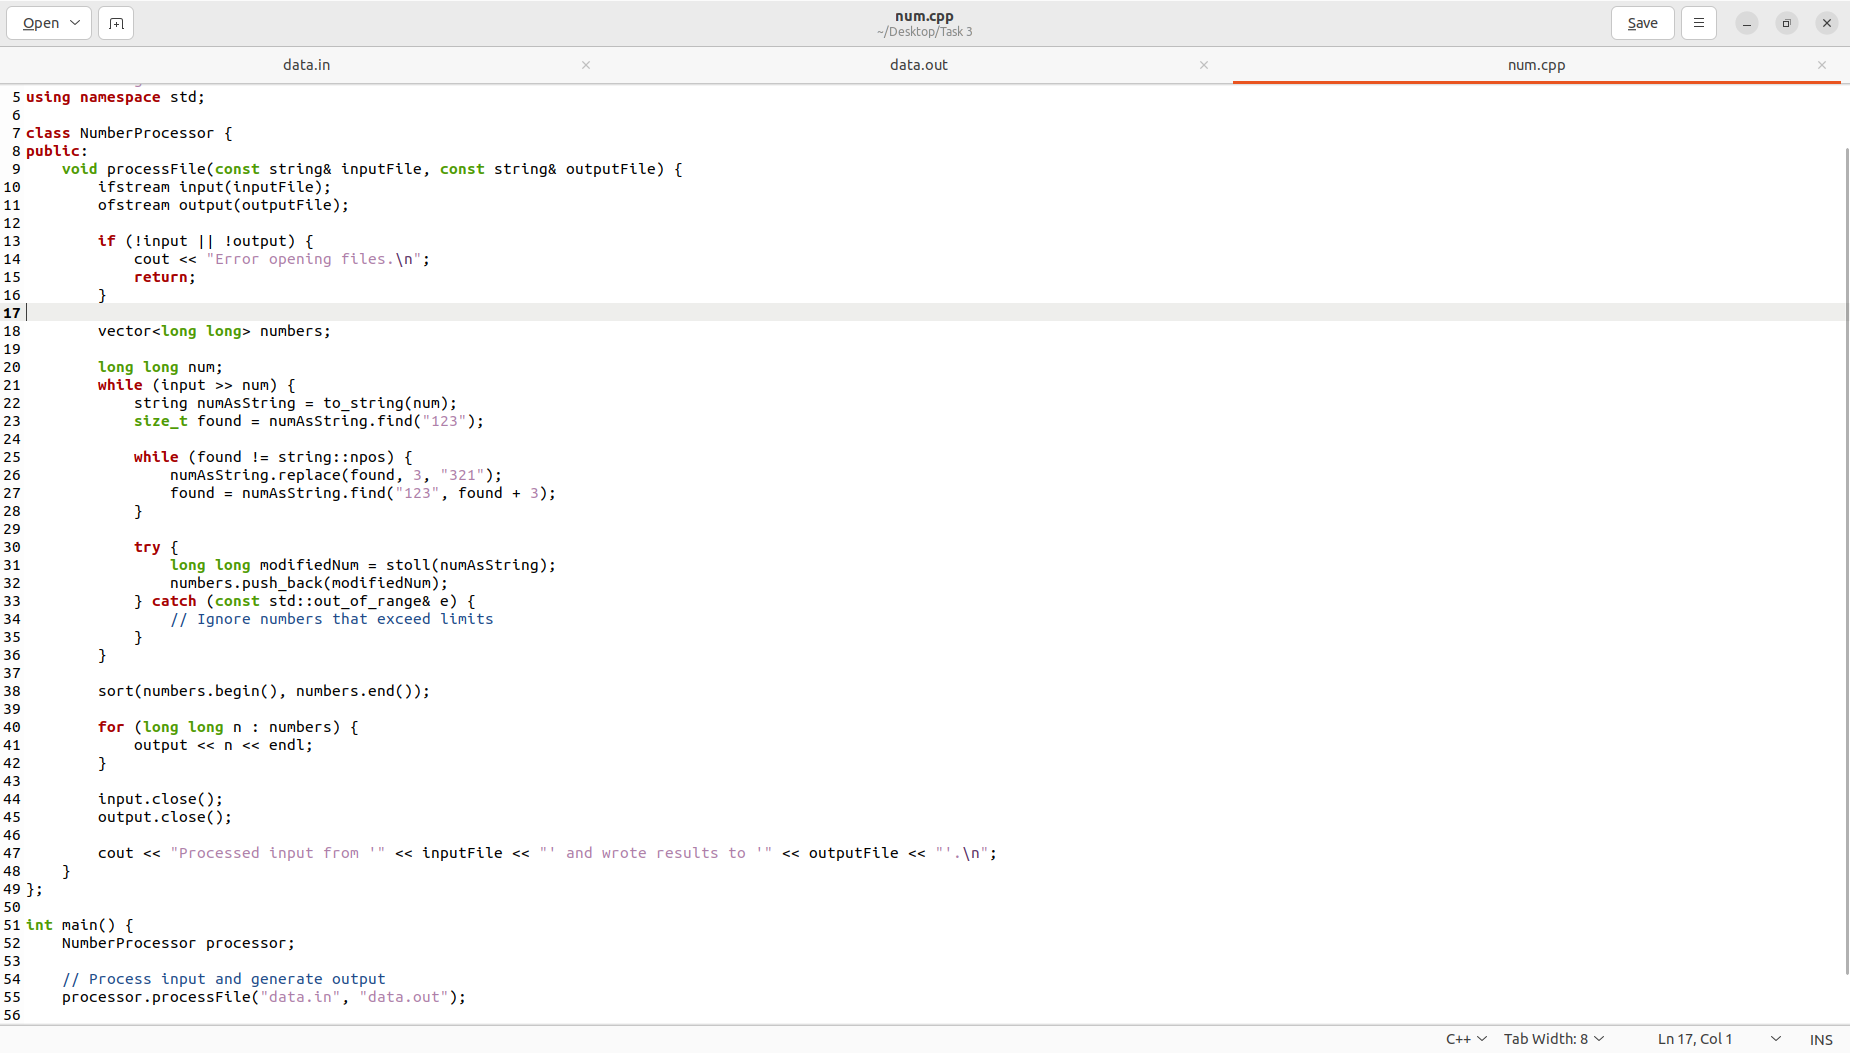 Open
num.cpp
~/Desktop/Task 3
Save
data.in
data.out
num.cpp
5 using namespace std;
6
7 class NumberProcessor {
8 public:
9     void processFile(const string& inputFile, const string& outputFile) {
10         ifstream input(inputFile);
11         ofstream output(outputFile);
12
13         if (!input || !output) {
14             cout << "Error opening files.\n";
15             return;
16         }
17
18         vector<long long> numbers;
19
20         long long num;
21         while (input >> num) {
22             string numAsString = to_string(num);
23             size_t found = numAsString.find("123");
24
25             while (found != string::npos) {
26                 numAsString.replace(found, 3, "321");
27                 found = numAsString.find("123", found + 3);
28             }
29
30             try {
31                 long long modifiedNum = stoll(numAsString);
32                 numbers.push_back(modifiedNum);
33             } catch (const std::out_of_range& e) {
34                 // Ignore numbers that exceed limits
35             }
36         }
37
38         sort(numbers.begin(), numbers.end());
39
40         for (long long n : numbers) {
41             output << n << endl;
42         }
43
44         input.close();
45         output.close();
46
47         cout << "Processed input from '" << inputFile << "' and wrote results to '" << outputFile << "'.\n";
48     }
49 };
50
51 int main() {
52     NumberProcessor processor;
53
54     // Process input and generate output
55     processor.processFile("data.in", "data.out");
56
C++
Tab Width: 8
Ln 17, Col 1
INS